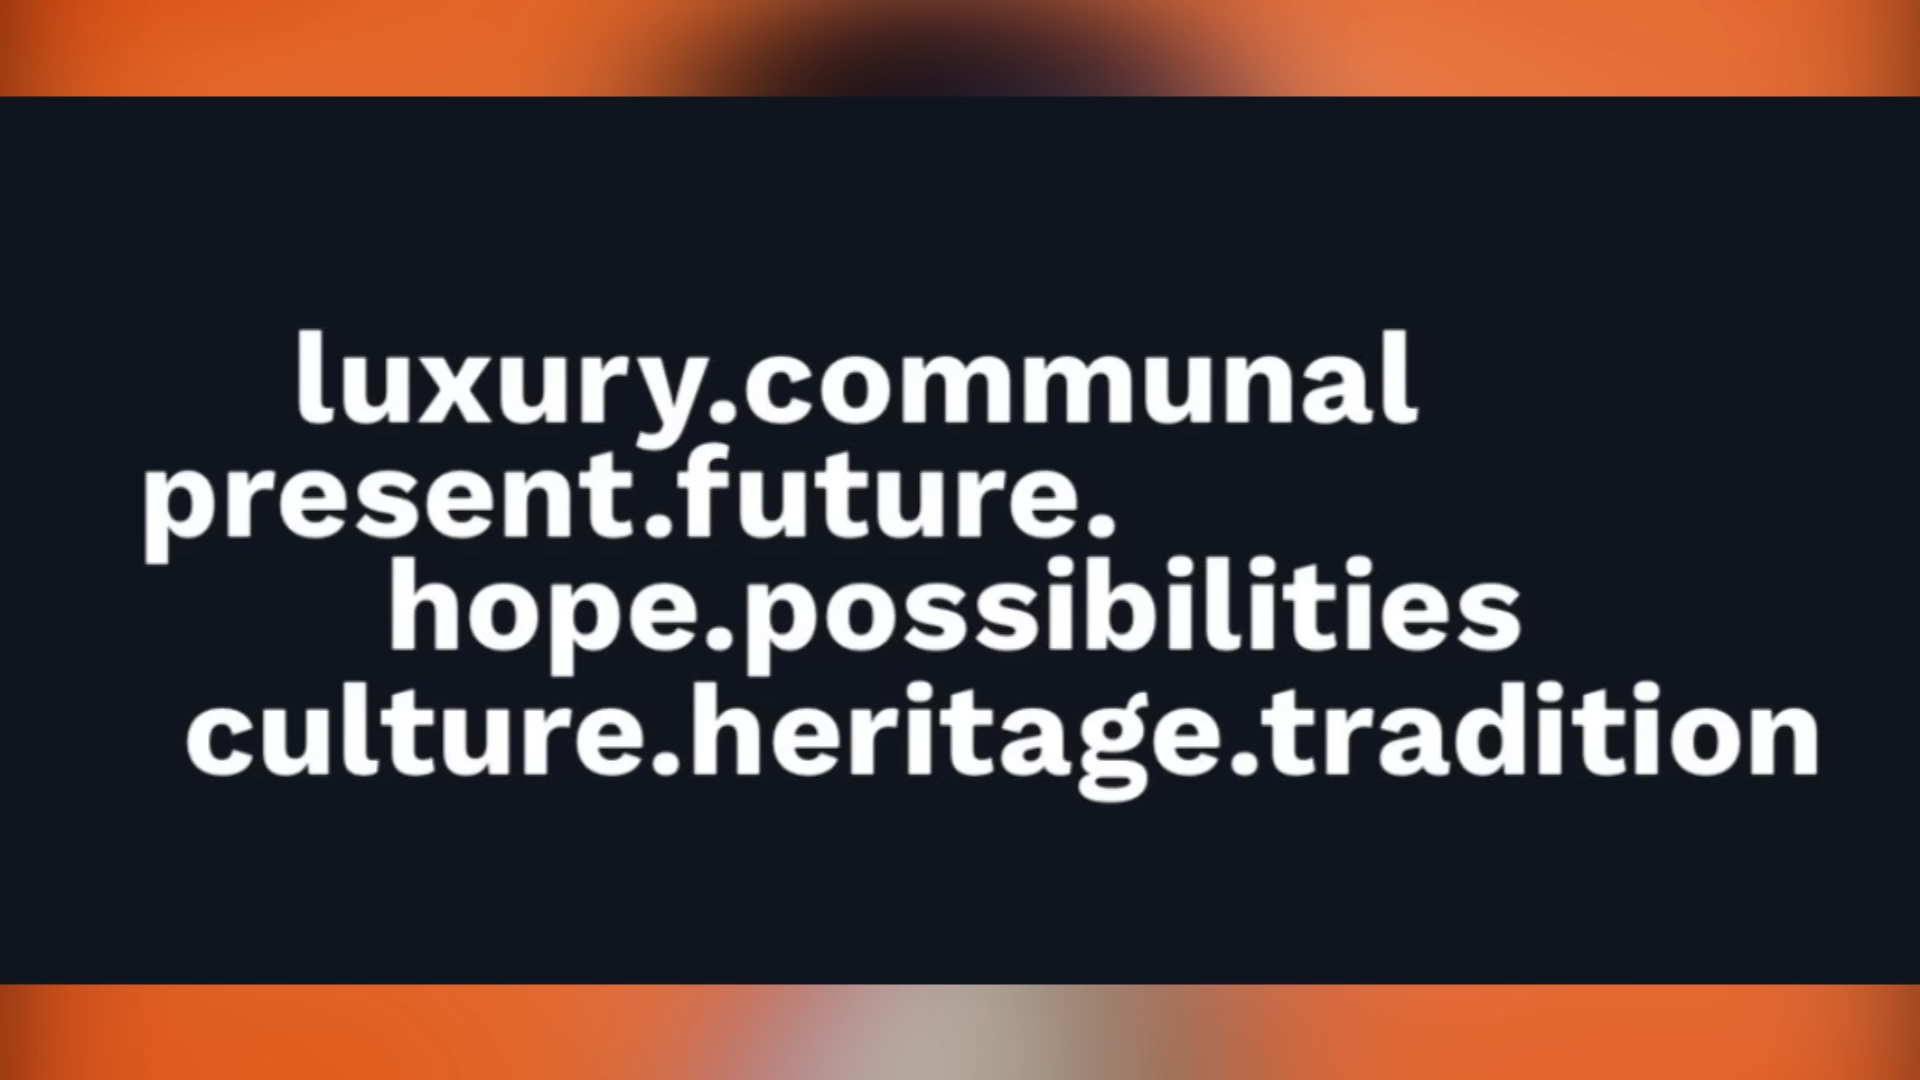 luxury.communal
present.future.
hope.possibilities
culture.heritage.tradition